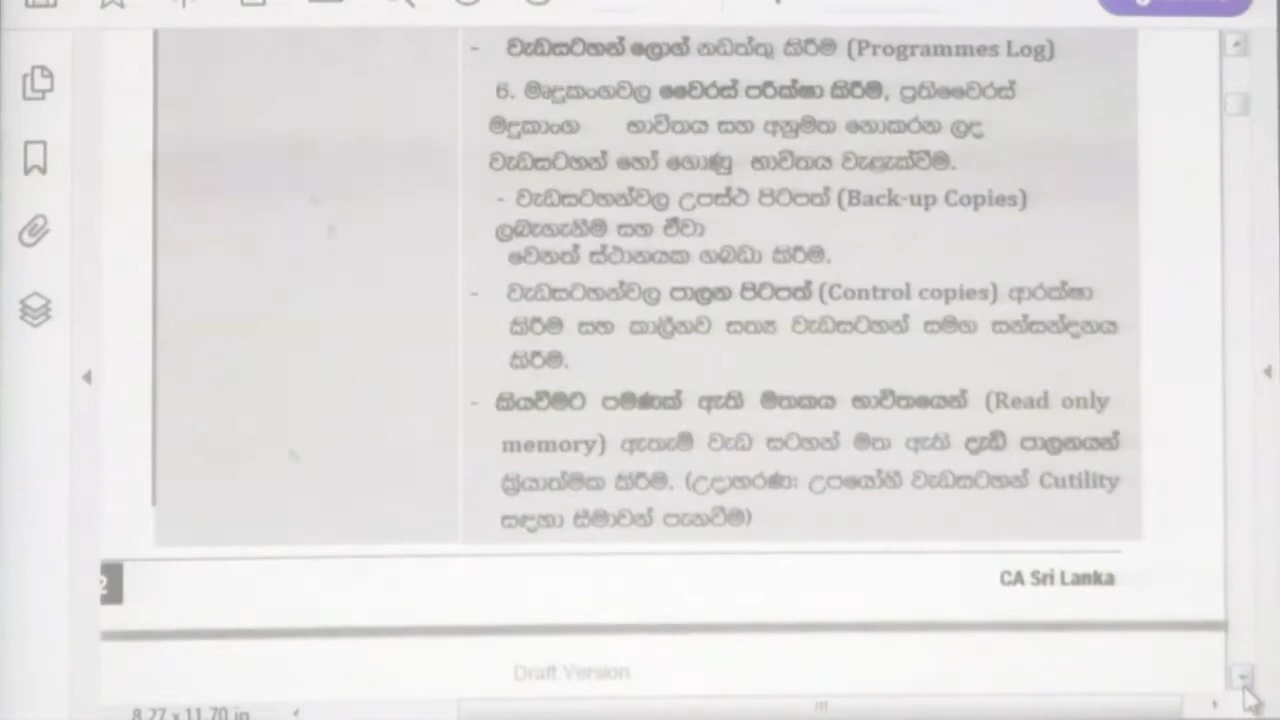 - වැඩසටහන් ලොග් නඩත්තු කිරීම (Programmes Log)
6. මෘදුකාංගවල වෛරස් පරීක්ෂා කිරීම, ප්‍රතිවෛරස්
මදුකාංග භාවිතය සහ අනුමත නොකරන ලද
වැඩසටහන් හෝ ගොණු භාවිතය වැළැක්වීම.
- වැඩසටහන්වල උපස්ථ පිටපත් (Back-up Copies)
ලබැගැනීම සහ ඒවා
වෙනත් ස්ථානයක ගබඩා කිරීම.
- වැඩසටහන්වල පාලන පිටපත් (Control copies) ආරක්ෂා
කිරීම සහ කාලීනව සත්‍ය වැඩසටහන් සමග සන්සන්දනය
කිරීම.
- කියවීමට පමණක් ඇති මතකය භාවිතයෙන් (Read only
memory) ඇතැම් වැඩ සටහන් මත ඇති දැඩි පාලනයන්
ක්‍රියාත්මක කිරීම. (උදාහරණ: උපයෝගී වැඩසටහන් Cutility
සඳහා සීමාවන් පැනවීම)
2
CA Sri Lanka
Draft Version
8.27 x 11.70 in